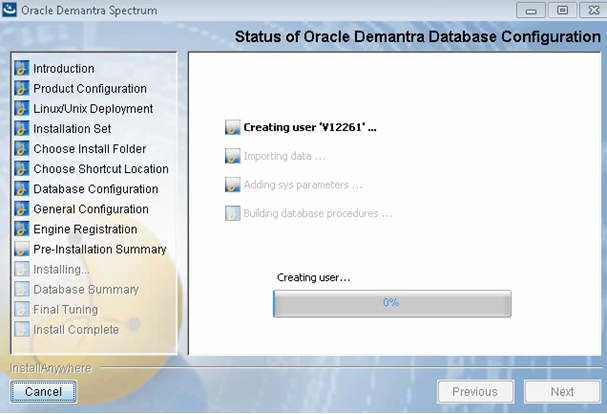 Oracle Demantra Spectrum
Status of Oracle Demantra Database Configuration
Introduction
Product Configuration
Linux/Unix Deployment
Installation Set
Choose Install Folder
Choose Shortcut Location
Database Configuration
General Configuration
Engine Registration
Pre-Installation Summary
Installing...
Database Summary
Final Tuning
Install Complete
Creating user 'V12261' ...
Importing data ...
Adding sys parameters ...
Building database procedures ...
Creating user...
0%
InstallAnywhere
Cancel
Previous
Next